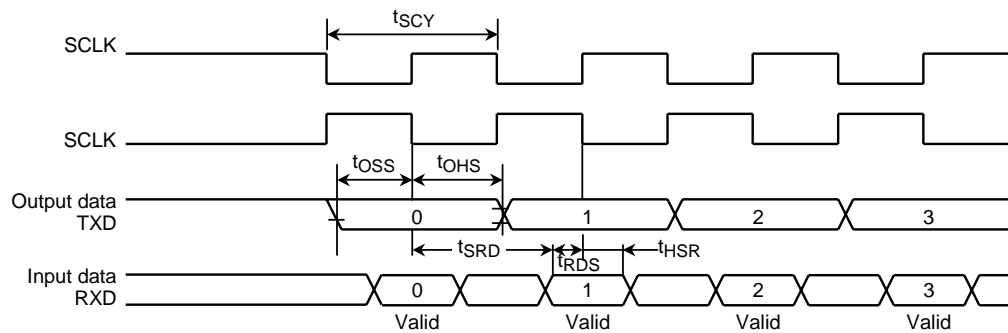 tSCY
SCLK
SCLK
tOSS tOHS
Output data
TXD
0 1 2 3
tSRD tRDS tHSR
Input data
RXD
0 1 2 3
Valid Valid Valid Valid